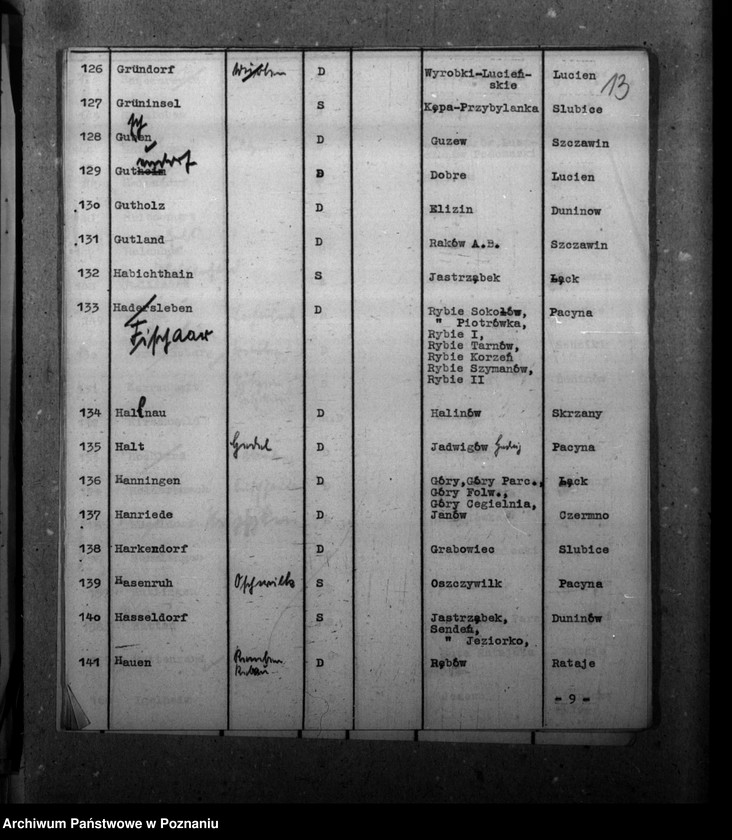 13
126 Gründorf D Wyrobki-Lucień- Lucien
skie
127 Grüninsel S Kępa-Przybylanka Slubice
128 D Guzew Szczawin
129 Gutheim D Dobre Lucien
130 Gutholz D Elizin Duninow
131 Gutland D Raków A.B. Szczawin
132 Habichthain S Jastrząbek Łąck
133 Hadersleben D Rybie Sokołów, Pacyna
" Piotrówka,
Rybie I,
Rybie Tarnów,
Rybie Korzeń
Rybie Szymanów,
Rybie II
134 Hallnau D Halinów Skrzany
135 Halt D Jadwigów Pacyna
136 Hanningen D Góry,Góry Parc., Łąck
Góry Folw.,
Góry Cegielnia,
137 Hanriede D Janów Czermno
138 Harkendorf D Grabowiec Slubice
139 Hasenruh S Oszczywilk Pacyna
140 Hasseldorf S Jastrząbek, Duninów
Sendeń,
" Jeziorko,
141 Hauen D Rębów Rataje
- 9 -
Archiwum Państwowe w Poznaniu